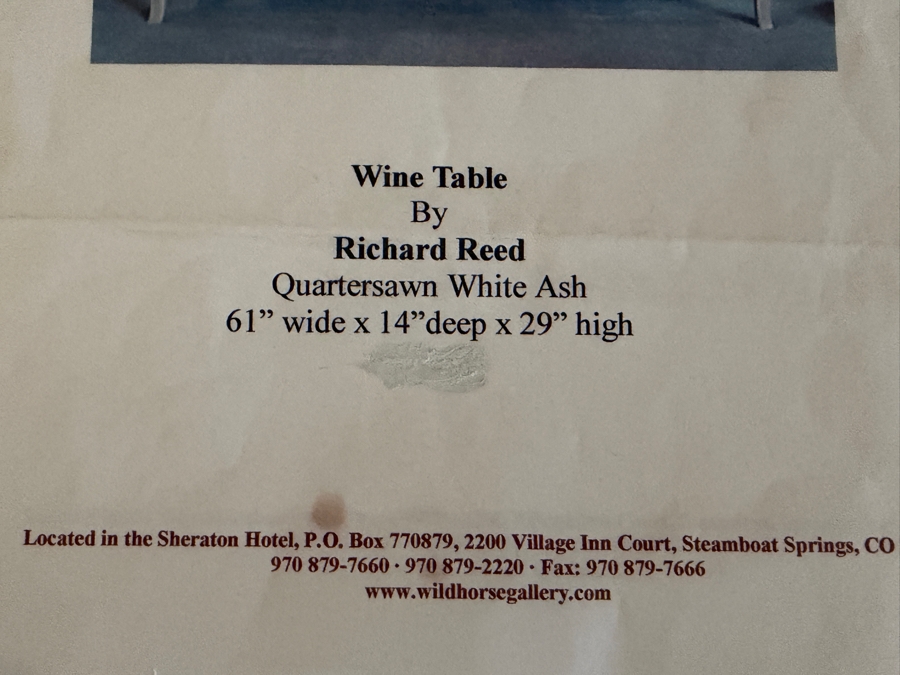 Wine Table
By
Richard Reed
Quartersawn White Ash
61” wide x 14”deep x 29” high
Located in the Sheraton Hotel, P.O. Box 770879, 2200 Village Inn Court, Steamboat Springs, CO
970 879-7660 · 970 879-2220 · Fax: 970 879-7666
www.wildhorsegallery.com